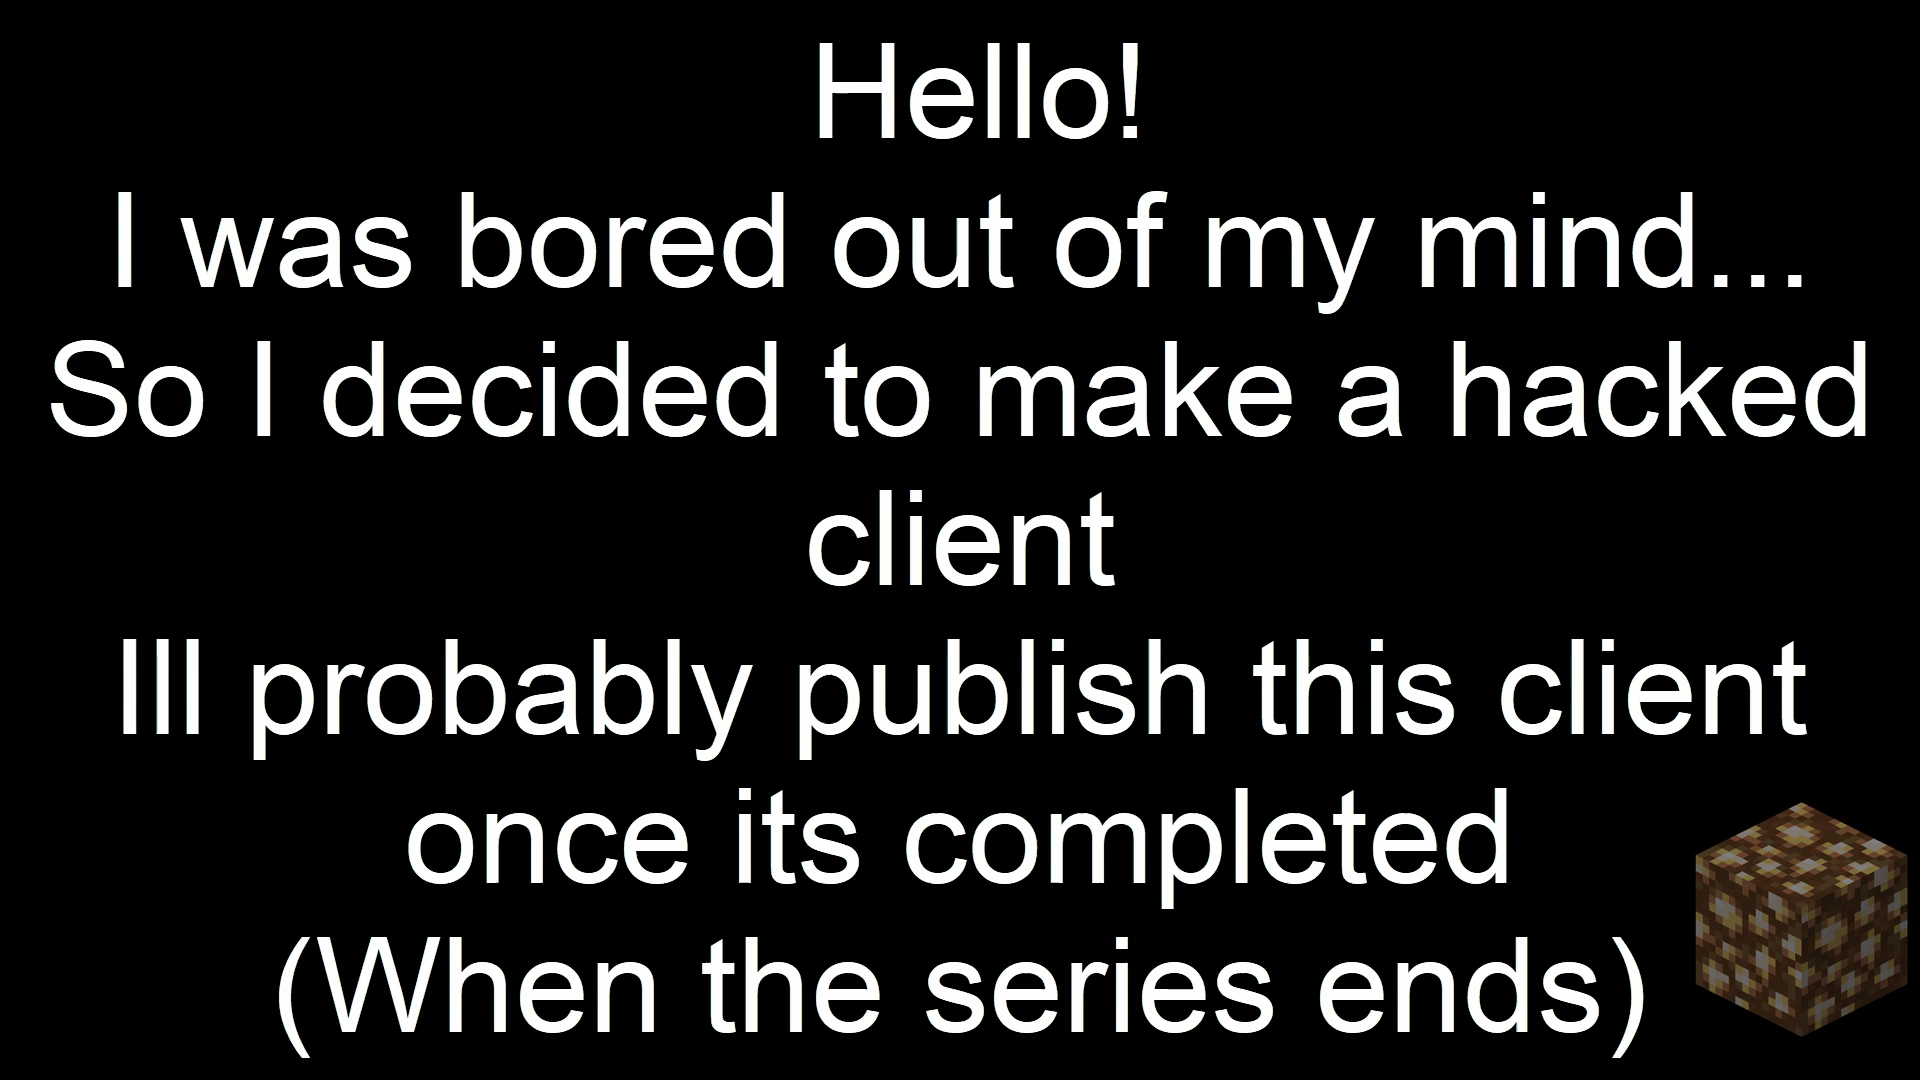 Hello!
I was bored out of my mind...
So I decided to make a hacked
client
Ill probably publish this client
once its completed
(When the series ends)